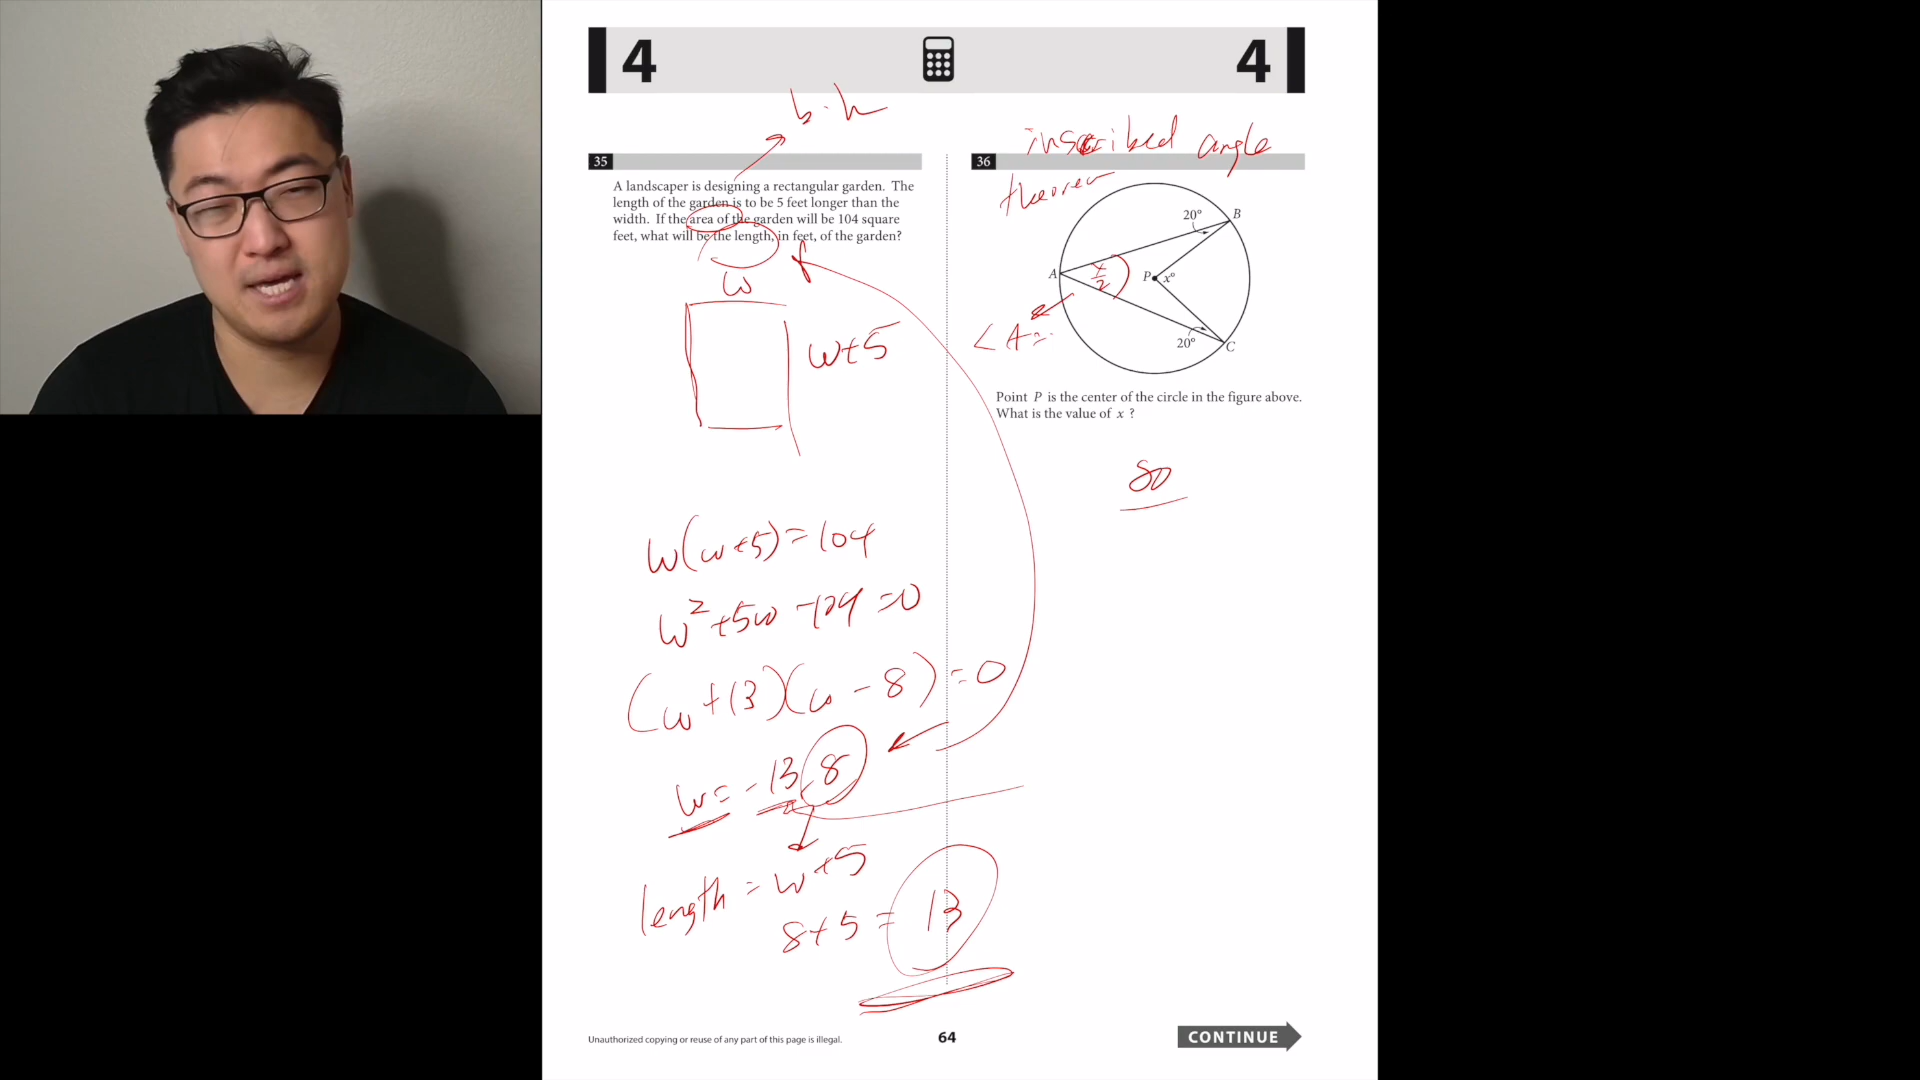 4
4
b·h
35
A landscaper is designing a rectangular garden. The
length of the garden is to be 5 feet longer than the
width. If the area of the garden will be 104 square
feet, what will be the length, in feet, of the garden?
w
w+5
w(w+5)=104
w²+5w-104=0
(w+13)(w-8)=0
w=-13,8
length=w+5
8+5=13
inscribed angle
theorem
36
20°
B
A
x/2
P
x°
<A=
20°
C
Point P is the center of the circle in the figure above.
What is the value of x ?
80
Unauthorized copying or reuse of any part of this page is illegal.
64
CONTINUE